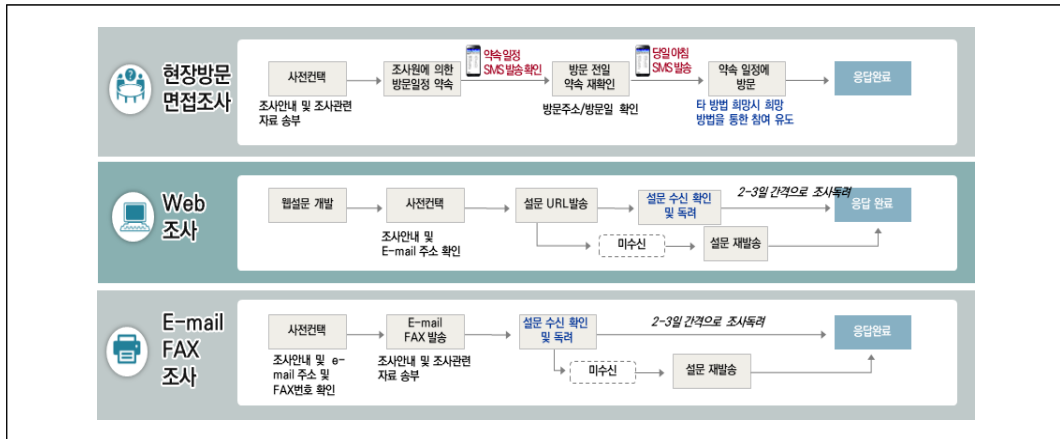 현장방문
면접조사
사전컨택
조사안내 및 조사관련
자료 송부
조사원에 의한
방문일정 약속
약속 일정
SMS 발송 확인
방문 전일
약속 재확인
방문주소/방문일 확인
당일 아침
SMS 발송
약속 일정에
방문
타 방법 희망시 희망
방법을 통한 참여 유도
응답완료
Web
조사
웹설문 개발
사전컨택
조사안내 및
E-mail 주소 확인
설문 URL발송
설문 수신 확인
및 독려
2-3일 간격으로 조사독려
응답 완료
미수신
설문 재발송
E-mail
FAX
조사
사전컨택
조사안내 및 e-
mail 주소 및
FAX번호 확인
E-mail
FAX 발송
조사안내 및 조사관련
자료 송부
설문 수신 확인
및 독려
2-3일 간격으로 조사독려
응답완료
미수신
설문 재발송